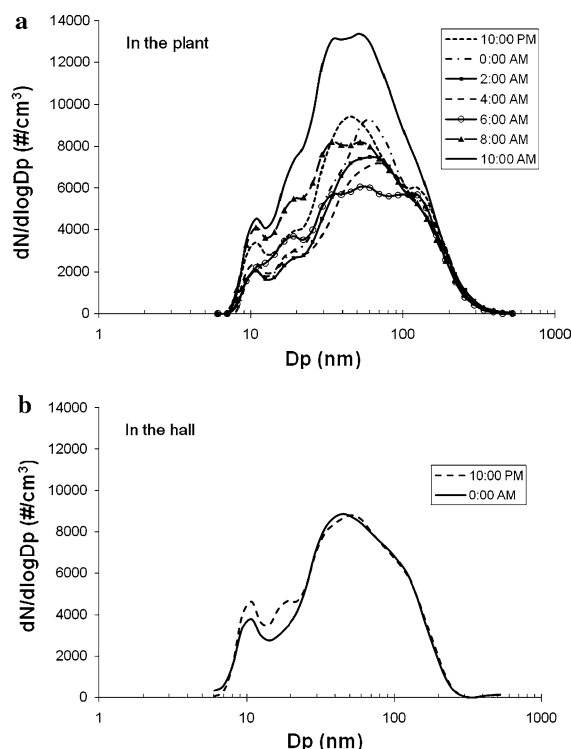 a
In the plant
10:00 PM
0:00 AM
2:00 AM
4:00 AM
6:00 AM
8:00 AM
10:00 AM
dN/dlogDp (#/cm³)
14000
12000
10000
8000
6000
4000
2000
0
1
10
100
1000
Dp (nm)
b
In the hall
10:00 PM
0:00 AM
dN/dlogDp (#/cm³)
14000
12000
10000
8000
6000
4000
2000
0
1
10
100
1000
Dp (nm)